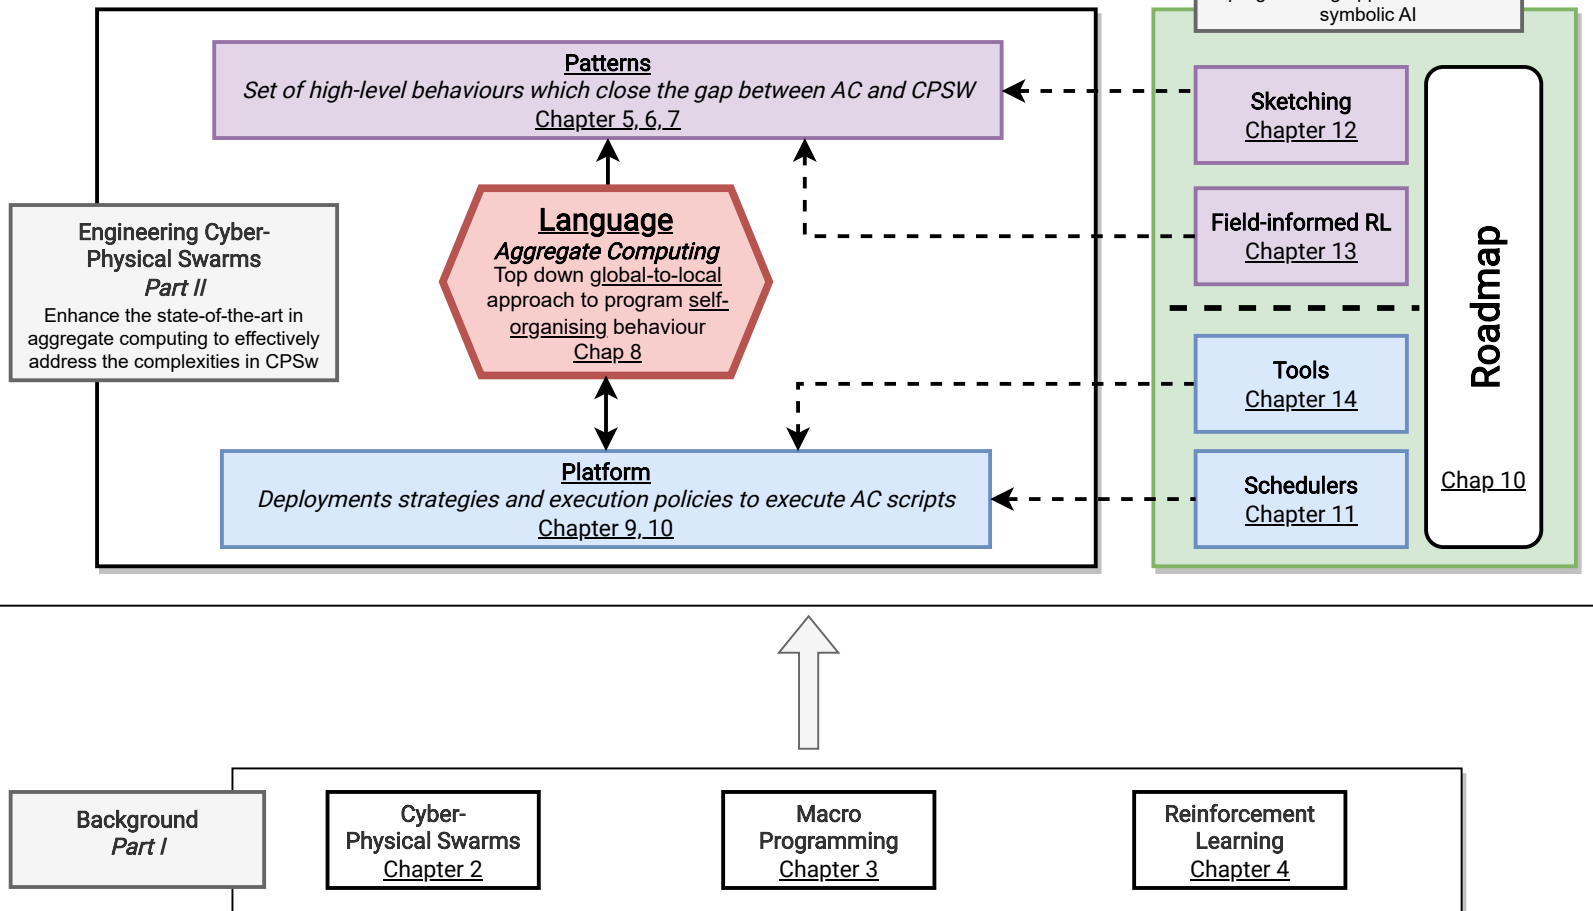 symbolic AI
Patterns
Set of high-level behaviours which close the gap between AC and CPSW
Chapter 5, 6, 7
Sketching
Chapter 12
Engineering Cyber-
Physical Swarms
Part II
Enhance the state-of-the-art in
aggregate computing to effectively
address the complexities in CPSw
Language
Aggregate Computing
Top down global-to-local
approach to program self-
organising behaviour
Chap 8
Field-informed RL
Chapter 13
Roadmap
Chap 10
Tools
Chapter 14
Platform
Deployments strategies and execution policies to execute AC scripts
Chapter 9, 10
Schedulers
Chapter 11
Background
Part I
Cyber-
Physical Swarms
Chapter 2
Macro
Programming
Chapter 3
Reinforcement
Learning
Chapter 4